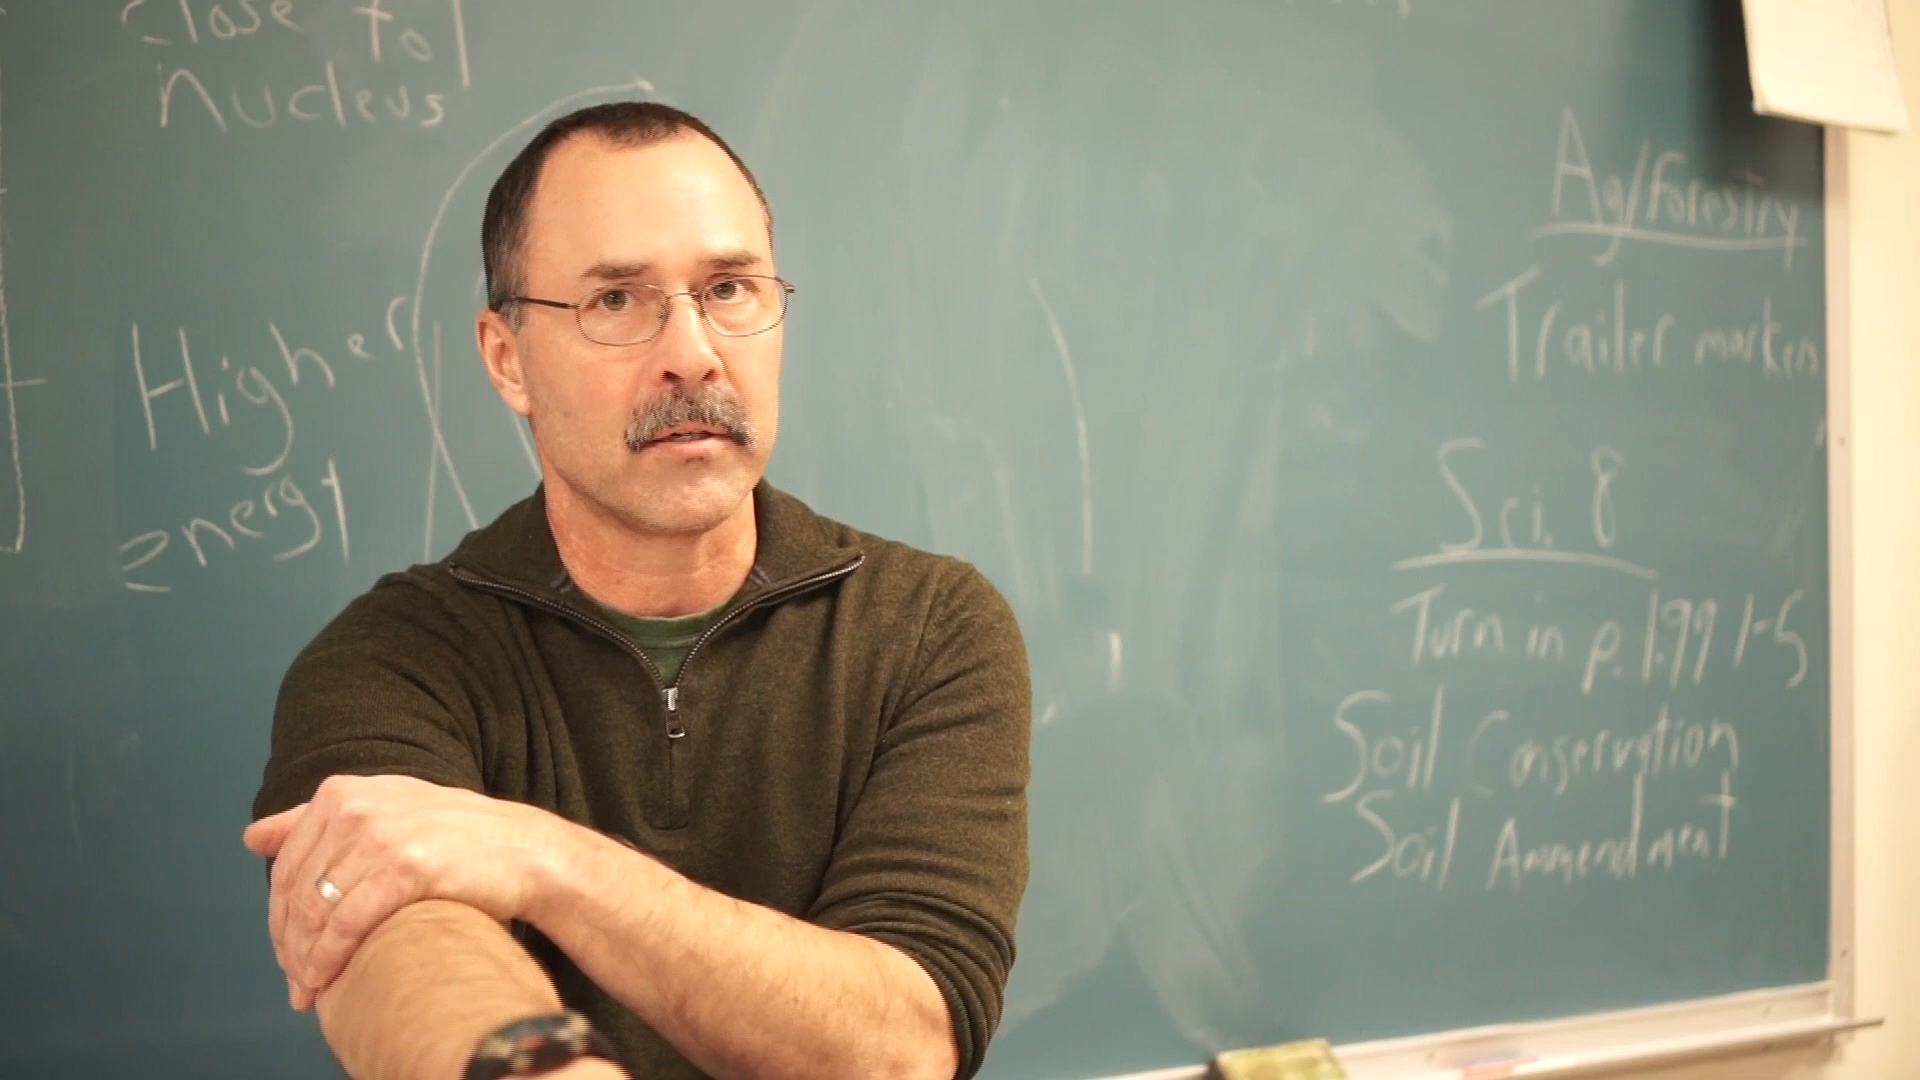 close to
nucleus
Higher
energy
Ag/Forestry
Trailer markers
Sci. 8
Turn in p. 199 1-5
Soil Conservation
Soil Ammendment